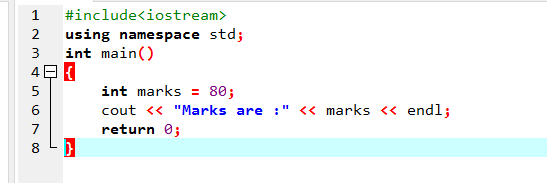 1 #include<iostream>
2 using namespace std;
3 int main()
4 {
5 int marks = 80;
6 cout << "Marks are :" << marks << endl;
7 return 0;
8 }